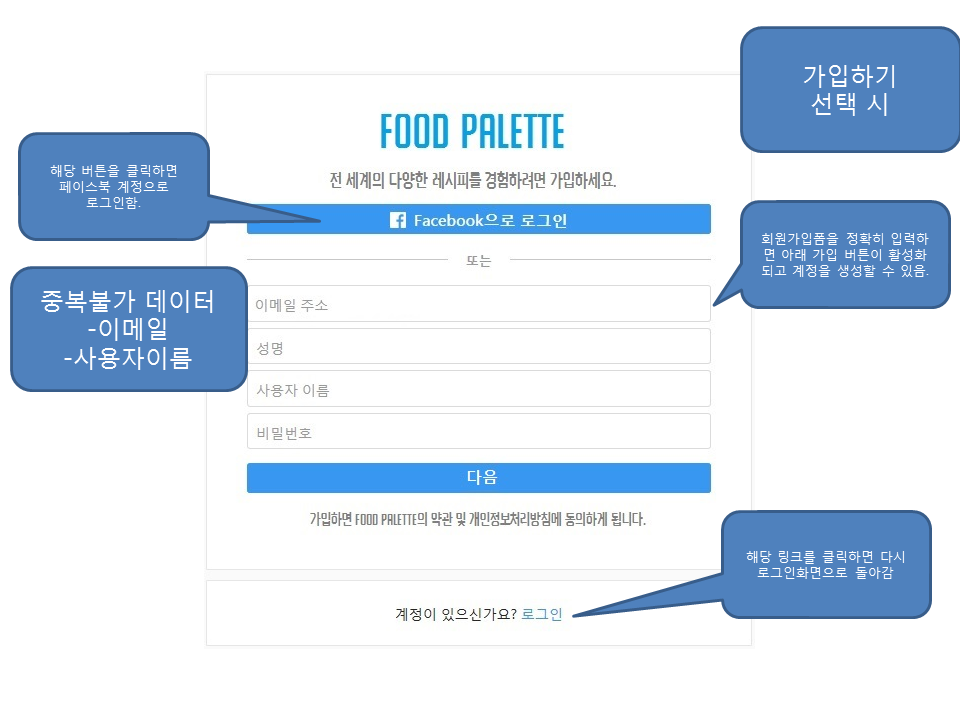 가입하기
선택 시
FOOD PALETTE
전 세계의 다양한 레시피를 경험하려면 가입하세요.
해당 버튼을 클릭하면
페이스북 계정으로
로그인함.
Facebook으로 로그인
회원가입폼을 정확히 입력하
면 아래 가입 버튼이 활성화
되고 계정을 생성할 수 있음.
또는
중복불가 데이터
-이메일
-사용자이름
이메일 주소
성명
사용자 이름
비밀번호
다음
가입하면 FOOD PALETTE의 약관 및 개인정보처리방침에 동의하게 됩니다.
해당 링크를 클릭하면 다시
로그인화면으로 돌아감
계정이 있으신가요? 로그인